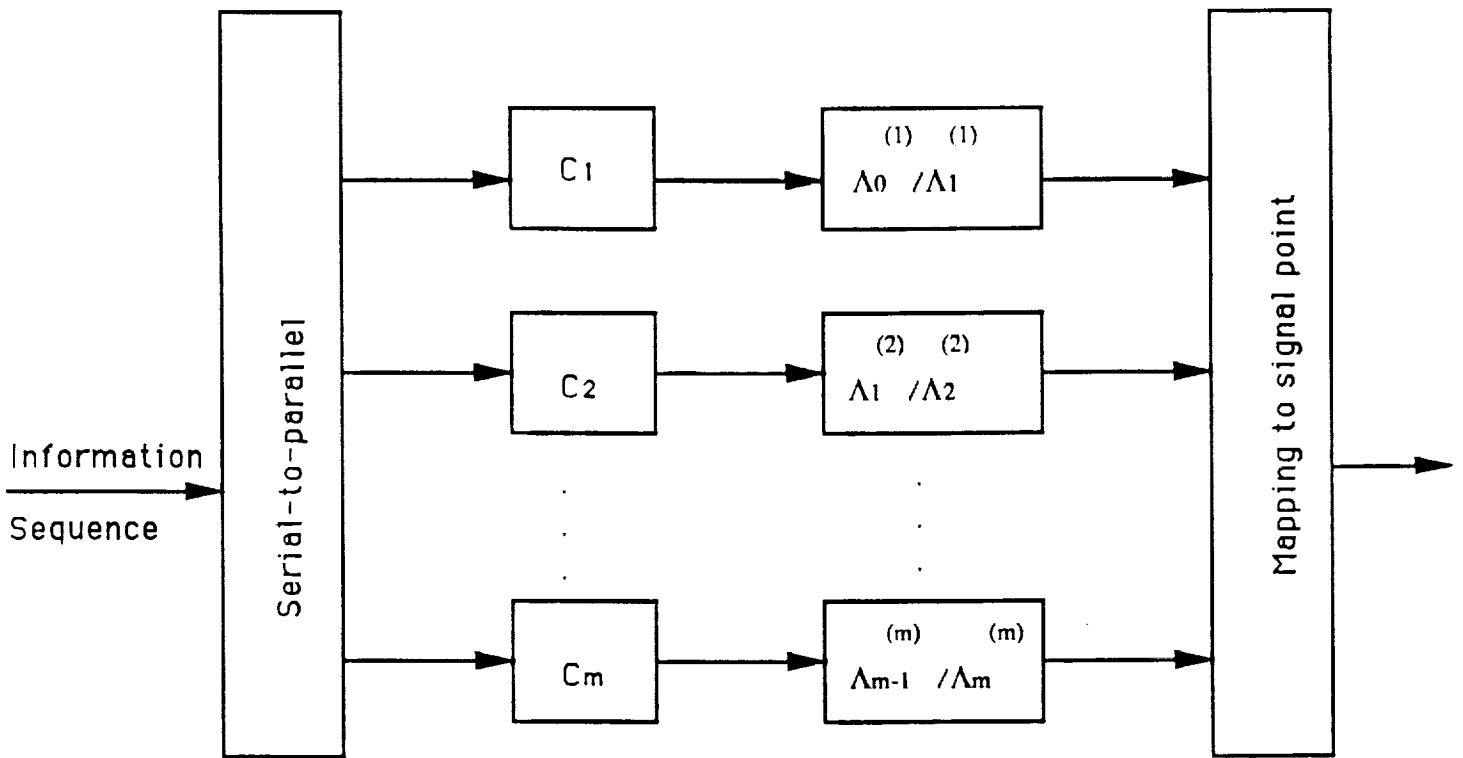 Information
Sequence
Serial-to-parallel
C1
(1) (1)
Λ0 /Λ1
C2
(2) (2)
Λ1 /Λ2
Cm
(m) (m)
Λm-1 /Λm
Mapping to signal point